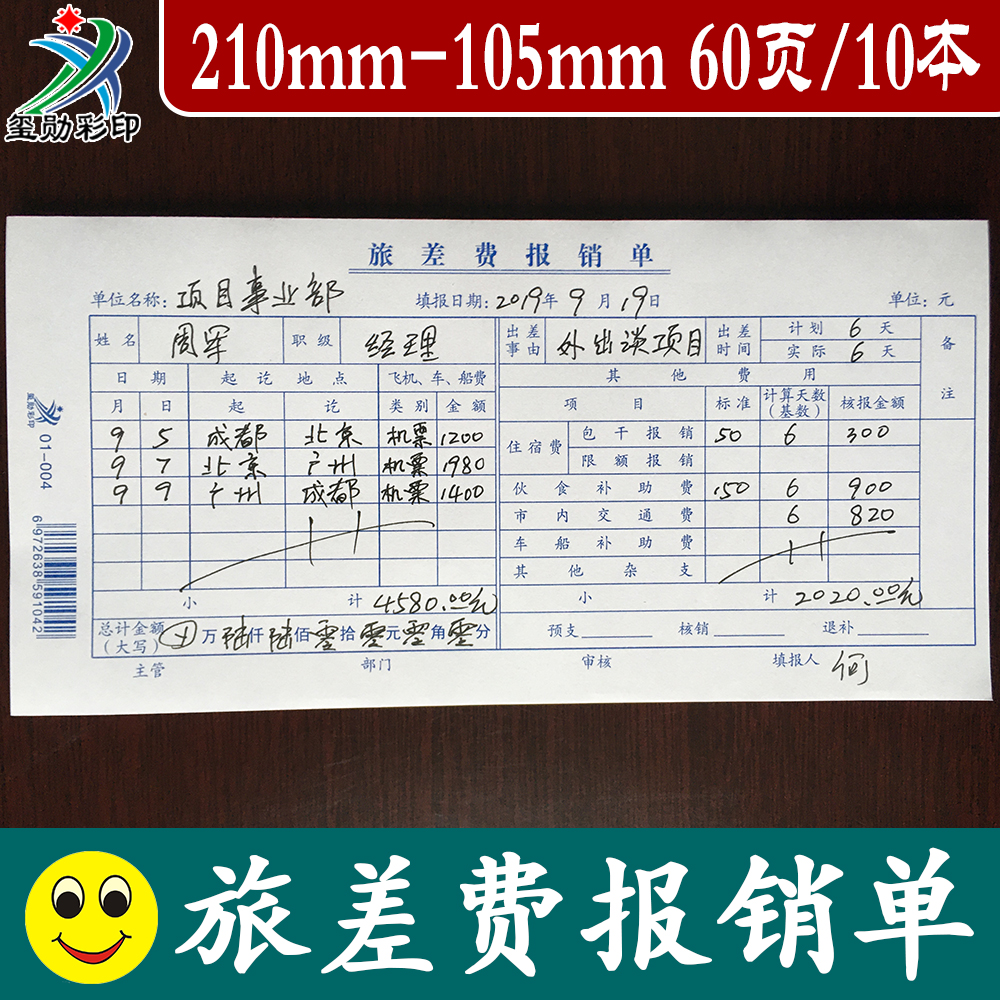 210mm-105mm 60页/10本
玺勋彩印
旅差费报销单
单位名称: 项目事业部 填报日期: 2019年 9 月 19日 单位: 元
姓名 周军 职级 经理 出差事由 外出谈项目 出差时间 计划 6 天 备注
实际 6 天
日期 起讫地点 飞机、车、船费 其他费用
月 日 起 讫 类别 金额 项目 标准 计算天数(基数) 核报金额
9 5 成都 北京 机票 1200 住宿费 包干报销 50 6 300
9 7 北京 广州 机票 1980 限额报销
9 9 广州 成都 机票 1400 伙食补助费 150 6 900
市内交通费 6 820
车船补助费
其他杂支
小计 4580.00元 小计 2020.00元
总计金额(大写) 万 陆仟 陆佰 零拾 零元 零角 零分 预支 核销 退补
主管 部门 审核 填报人 何
玺勋彩印 01-004
6 972638 591042
旅差费报销单